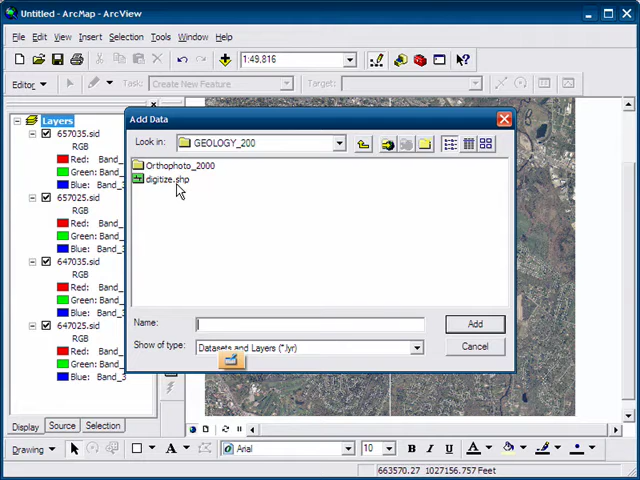 Untitled - ArcMap - ArcView
File Edit View Insert Selection Tools Window Help
1:49,816
Editor Task: Create New Feature Target:
Layers
657035.sid
RGB
Red: Band_
Green: Band_
Blue: Band_3
657025.sid
RGB
Red: Band_
Green: Band_
Blue: Band_3
647035.sid
RGB
Red: Band_
Green: Band_
Blue: Band_3
647025.sid
RGB
Red: Band_
Green: Band_
Blue: Band_3
Add Data
Look in: GEOLOGY_200
Orthophoto_2000
digitize.shp
Name:
Add
Show of type: Datasets and Layers (*.lyr)
Cancel
Display Source Selection
Drawing A Arial 10 B I U A
663570.27 1027156.757 Feet